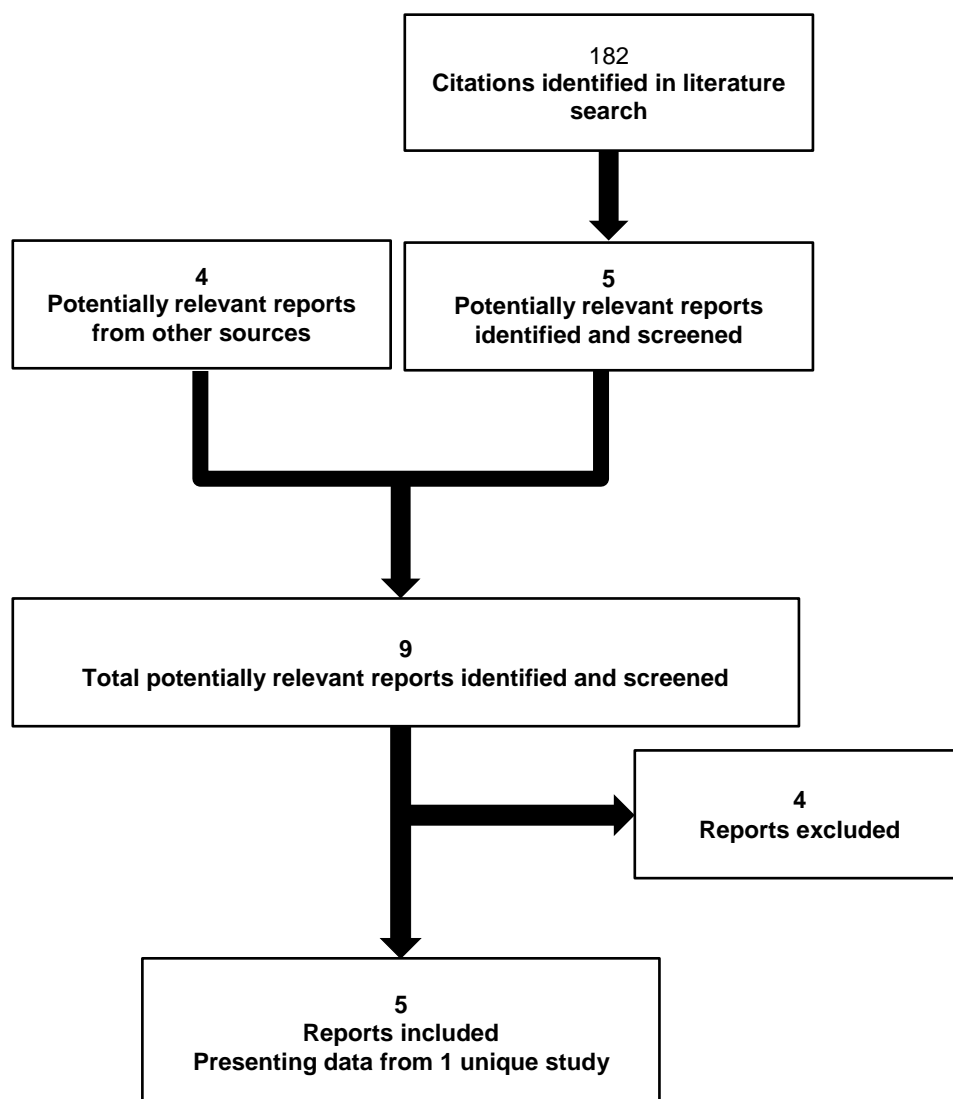 182
Citations identified in literature
search
4
Potentially relevant reports
from other sources
5
Potentially relevant reports
identified and screened
9
Total potentially relevant reports identified and screened
4
Reports excluded
5
Reports included
Presenting data from 1 unique study